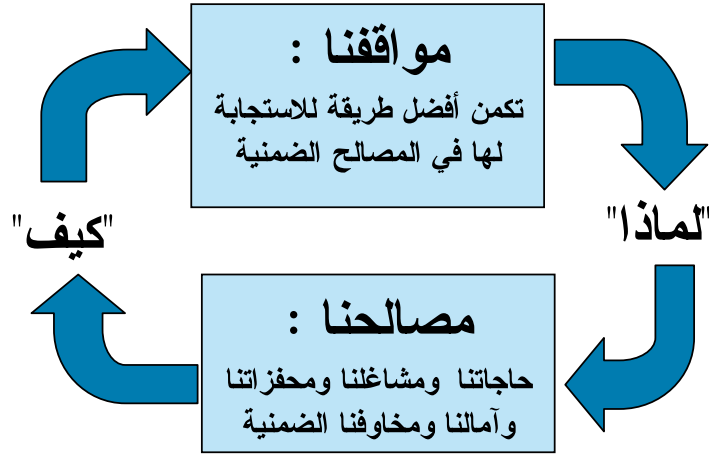 مواقفنا :
تكمن أفضل طريقة للاستجابة
لها في المصالح الضمنية
"لماذا"
"كيف"
مصالحنا :
حاجاتنا ومشاغلنا ومحفزاتنا
وآمالنا ومخاوفنا الضمنية